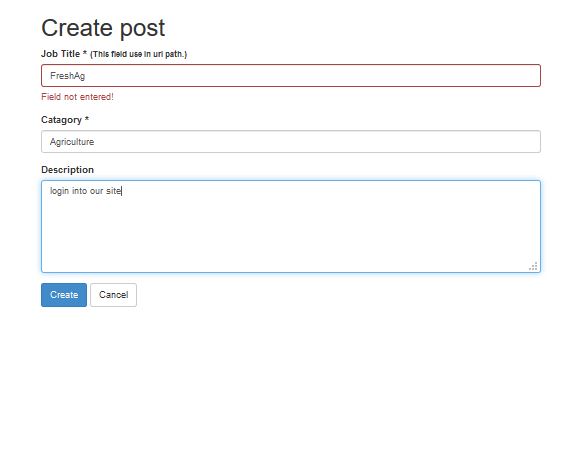 Create post
Job Title * (This field use in url path.)
FreshAg
Field not entered!
Catagory *
Agriculture
Description
login into our site
Create Cancel